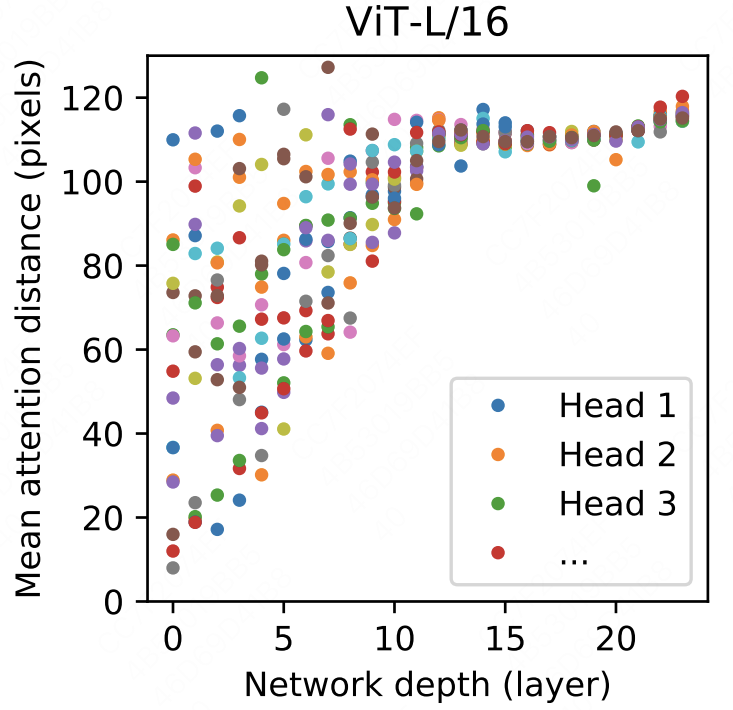 ViT-L/16
Mean attention distance (pixels)
120
100
80
60
40
20
0
Head 1
Head 2
Head 3
...
0 5 10 15 20
Network depth (layer)